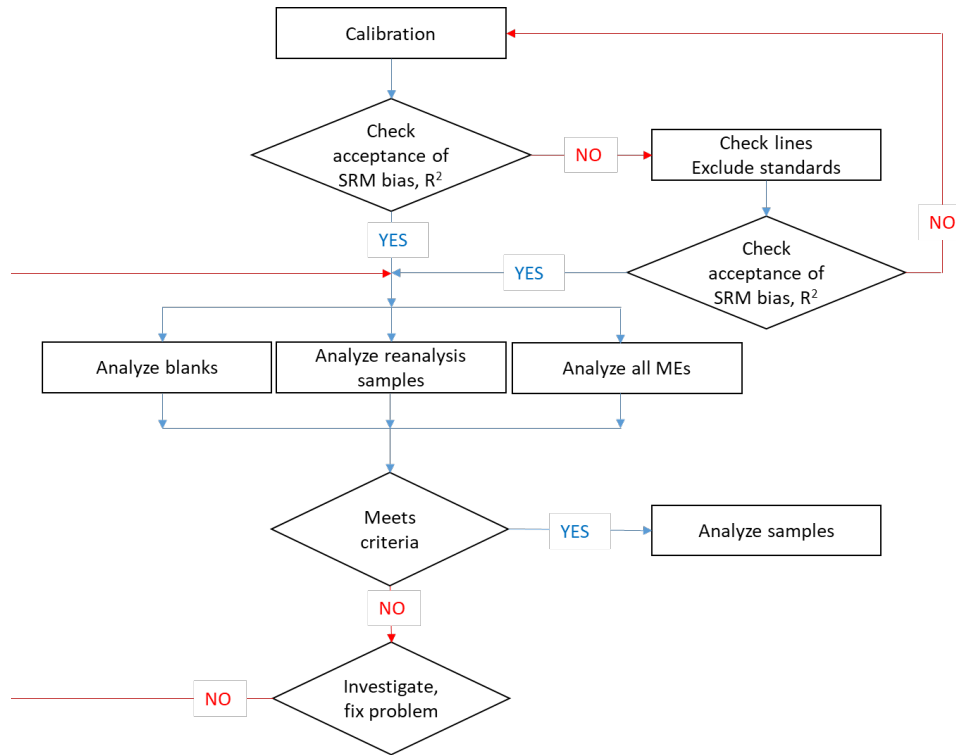 Calibration
Check
acceptance of
SRM bias, R²
NO
Check lines
Exclude standards
NO
YES
YES
Check
acceptance of
SRM bias, R²
Analyze blanks
Analyze reanalysis
samples
Analyze all MEs
Meets
criteria
YES
Analyze samples
NO
Investigate,
fix problem
NO